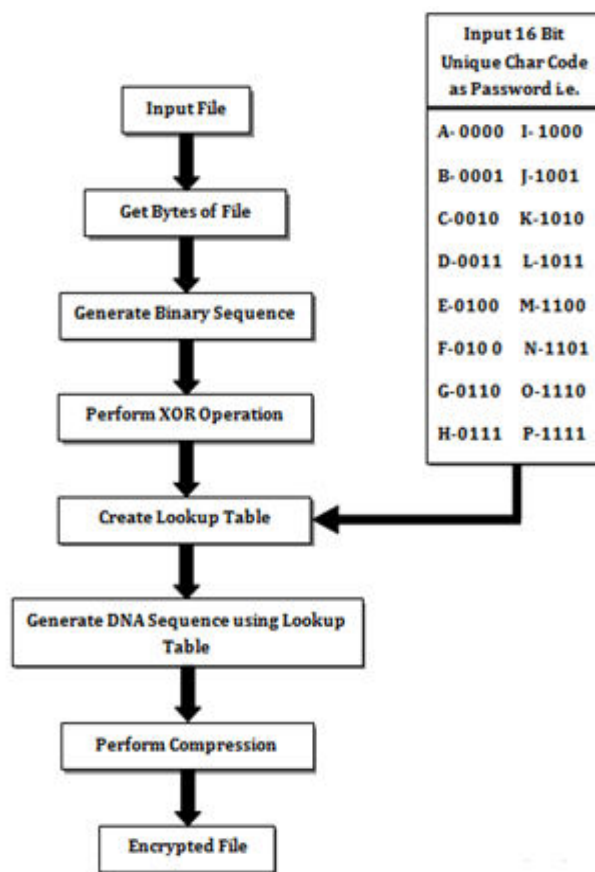 Input 16 Bit
Unique Char Code
as Password i.e.
A- 0000 I- 1000
B- 0001 J-1001
C-0010 K-1010
D-0011 L-1011
E-0100 M-1100
F-010 0 N-1101
G-0110 O-1110
H-0111 P-1111
Input File
Get Bytes of File
Generate Binary Sequence
Perform XOR Operation
Create Lookup Table
Generate DNA Sequence using Lookup
Table
Perform Compression
Encrypted File